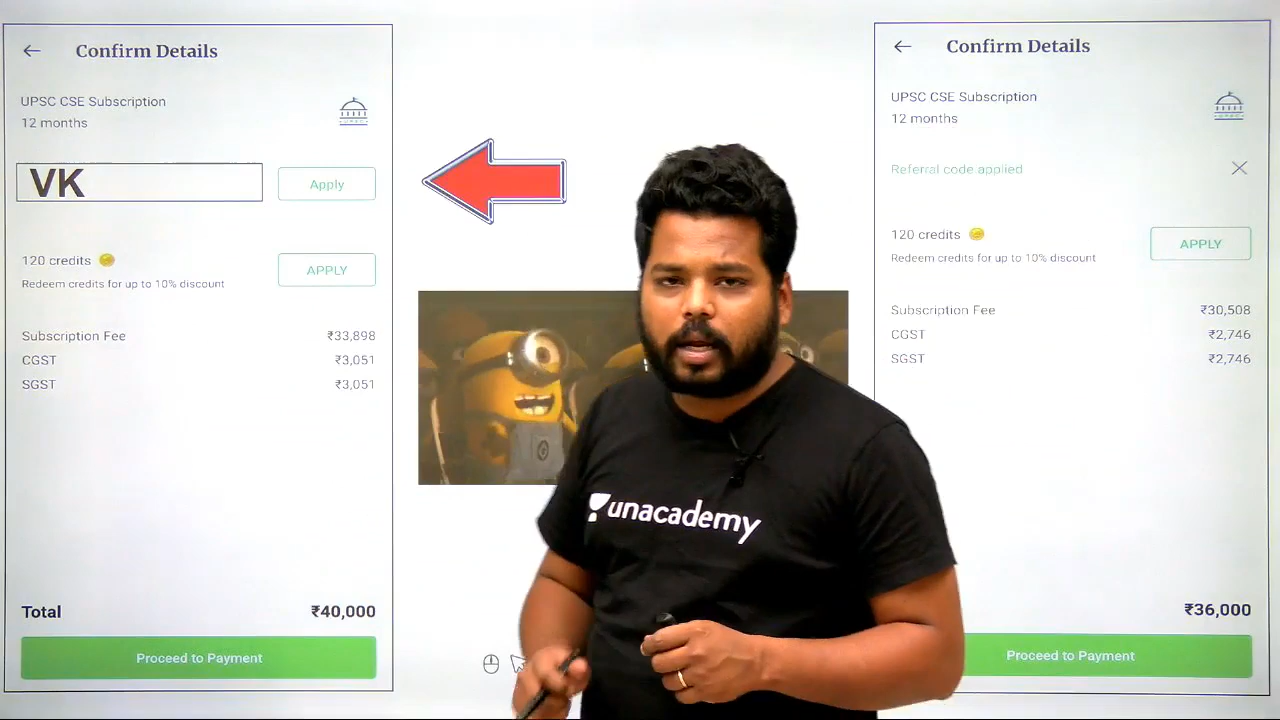 Confirm Details
UPSC CSE Subscription
12 months
VK
Apply
120 credits
APPLY
Redeem credits for up to 10% discount
Subscription Fee ₹33,898
CGST ₹3,051
SGST ₹3,051
Total ₹40,000
Proceed to Payment
unacademy
Confirm Details
UPSC CSE Subscription
12 months
Referral code applied
120 credits
APPLY
Redeem credits for up to 10% discount
Subscription Fee ₹30,508
CGST ₹2,746
SGST ₹2,746
₹36,000
Proceed to Payment